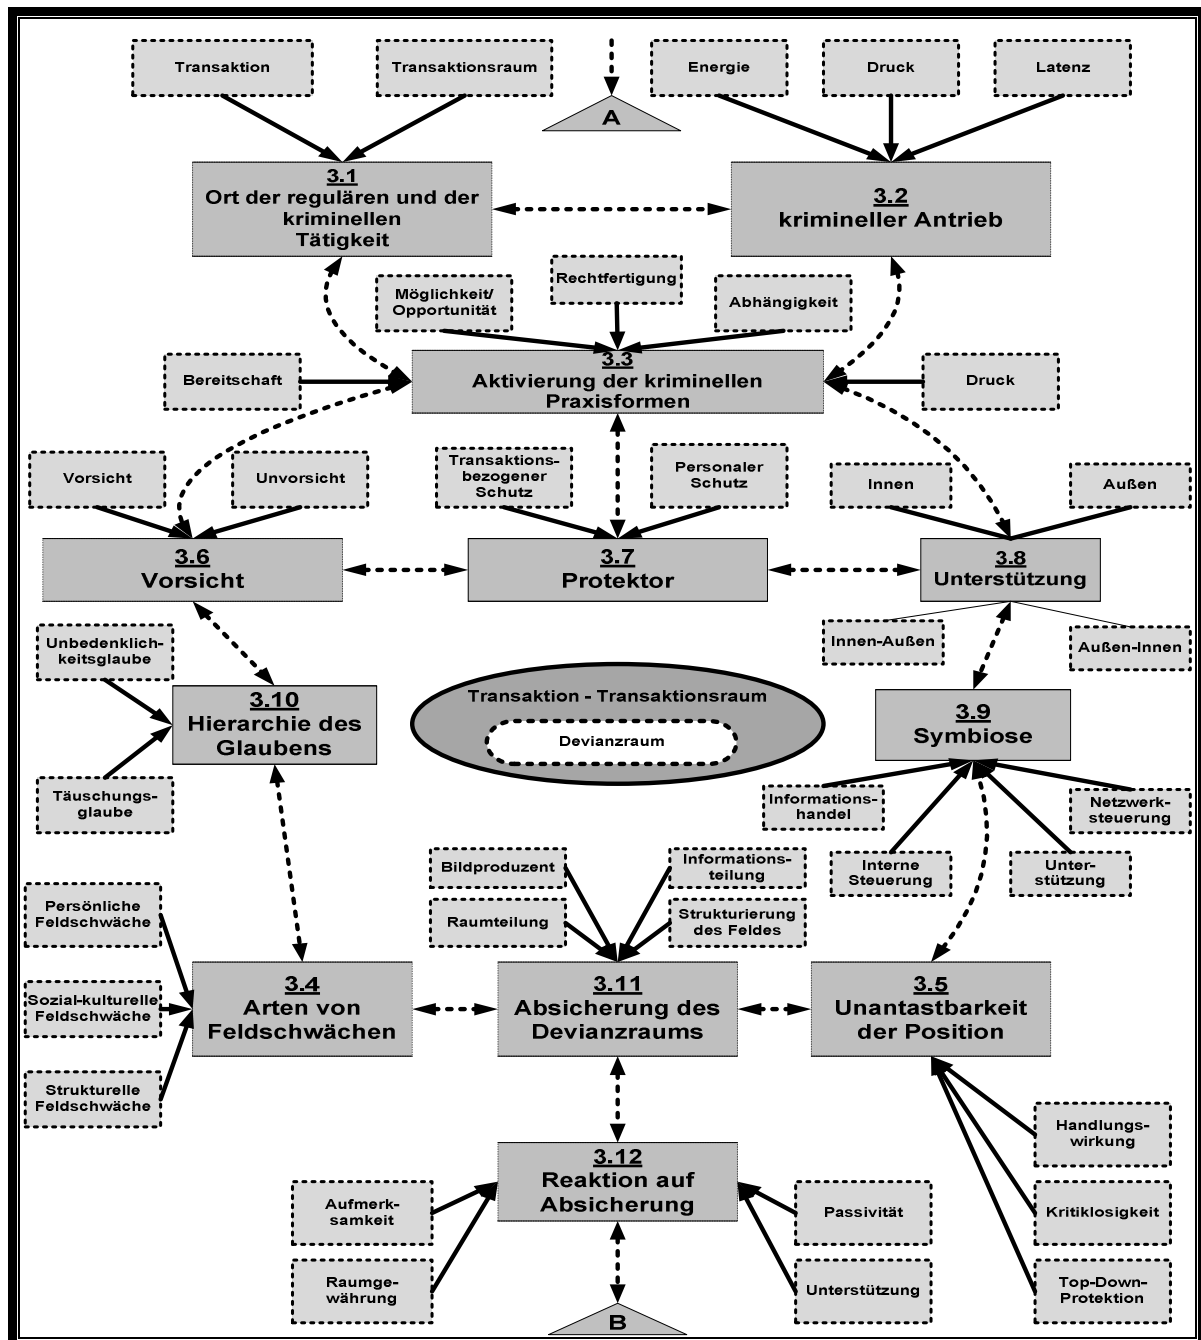 Transaktion
Transaktionsraum
A
Energie
Druck
Latenz
3.1
Ort der regulären und der
kriminellen
Tätigkeit
3.2
krimineller Antrieb
Möglichkeit/
Opportunität
Rechtfertigung
Abhängigkeit
Bereitschaft
3.3
Aktivierung der kriminellen
Praxisformen
Druck
Vorsicht
Unvorsicht
Transaktions-
bezogener
Schutz
Personaler
Schutz
Innen
Außen
3.6
Vorsicht
3.7
Protektor
3.8
Unterstützung
Innen-Außen
Außen-Innen
Unbedenklich-
keitsglaube
3.10
Hierarchie des
Glaubens
Täuschungs-
glaube
Transaktion - Transaktionsraum
Devianzraum
3.9
Symbiose
Informations-
handel
Netzwerk-
steuerung
Interne
Steuerung
Unter-
stützung
Bildproduzent
Informations-
teilung
Raumteilung
Strukturierung
des Feldes
Persönliche
Feldschwäche
Sozial-kulturelle
Feldschwäche
Strukturelle
Feldschwäche
3.4
Arten von
Feldschwächen
3.11
Absicherung des
Devianzraums
3.5
Unantastbarkeit
der Position
Handlungs-
wirkung
Kritiklosigkeit
Top-Down-
Protektion
3.12
Reaktion auf
Absicherung
Aufmerk-
samkeit
Raumge-
währung
Passivität
Unterstützung
B